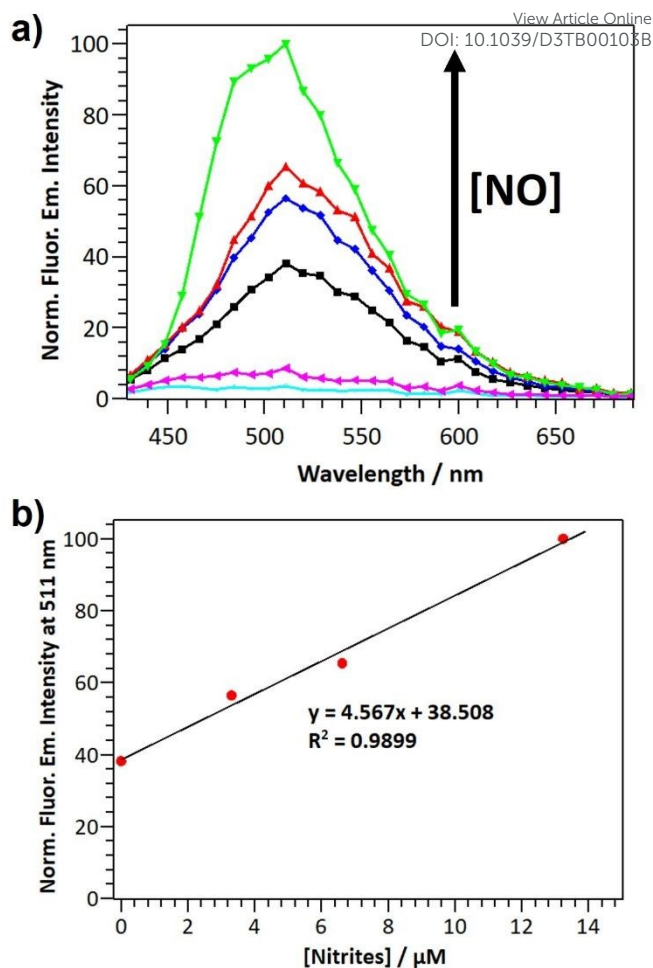 View Article Online
DOI: 10.1039/D3TB00103B
a)
100
80
60
40
20
0
Norm. Fluor. Em. Intensity
[NO]
450 500 550 600 650
Wavelength / nm
b)
100
80
60
40
20
0
Norm. Fluor. Em. Intensity at 511 nm
y = 4.567x + 38.508
R² = 0.9899
0 2 4 6 8 10 12 14
[Nitrites] / μM